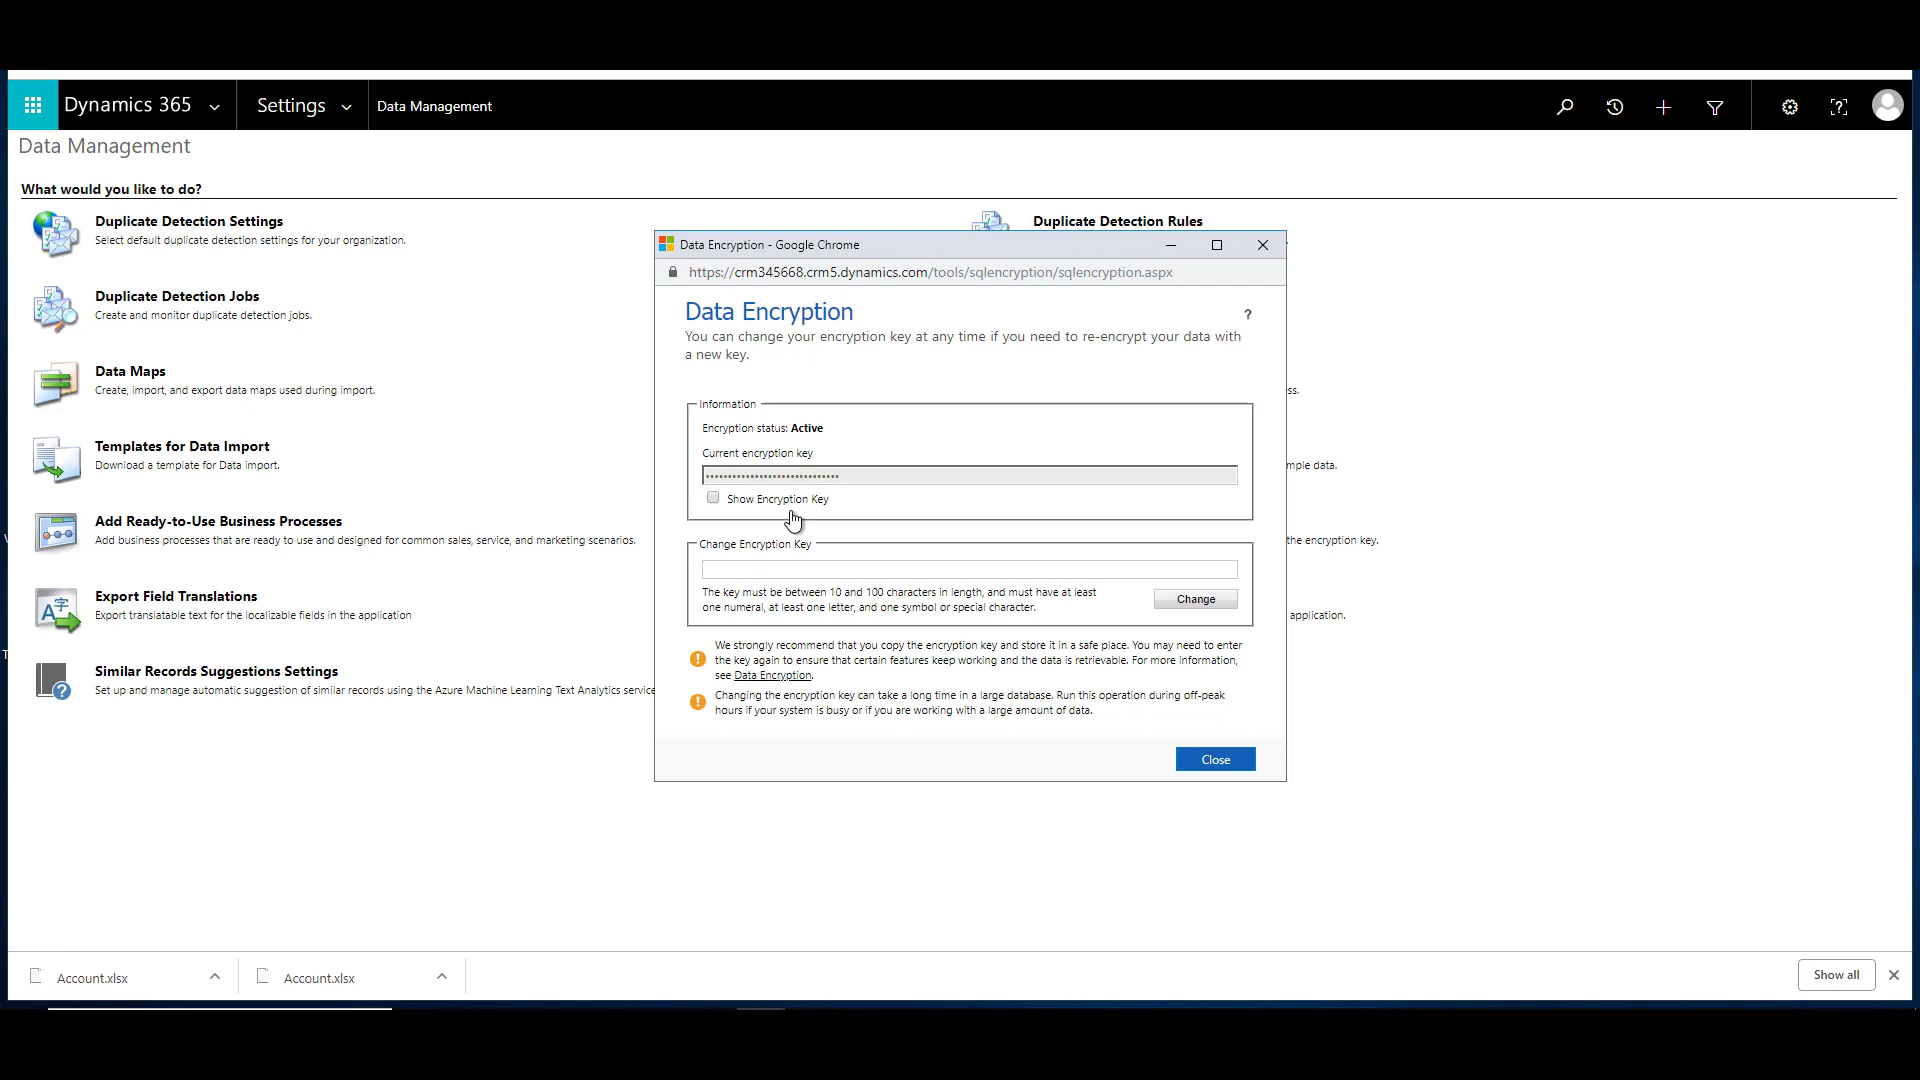 Dynamics 365 Settings Data Management
Data Management
What would you like to do?
Duplicate Detection Settings
Select default duplicate detection settings for your organization.
Duplicate Detection Rules
Duplicate Detection Jobs
Create and monitor duplicate detection jobs.
Data Maps
Create, import, and export data maps used during import.
ss.
Templates for Data Import
Download a template for Data import.
mple data.
Add Ready-to-Use Business Processes
Add business processes that are ready to use and designed for common sales, service, and marketing scenarios.
the encryption key.
Export Field Translations
Export translatable text for the localizable fields in the application
application.
Similar Records Suggestions Settings
Set up and manage automatic suggestion of similar records using the Azure Machine Learning Text Analytics service
Data Encryption - Google Chrome
https://crm345668.crm5.dynamics.com/tools/sqlencryption/sqlencryption.aspx
Data Encryption
?
You can change your encryption key at any time if you need to re-encrypt your data with
a new key.
Information
Encryption status: Active
Current encryption key
Show Encryption Key
Change Encryption Key
The key must be between 10 and 100 characters in length, and must have at least
one numeral, at least one letter, and one symbol or special character.
Change
We strongly recommend that you copy the encryption key and store it in a safe place. You may need to enter
the key again to ensure that certain features keep working and the data is retrievable. For more information,
see Data Encryption.
Changing the encryption key can take a long time in a large database. Run this operation during off-peak
hours if your system is busy or if you are working with a large amount of data.
Close
Account.xlsx
Account.xlsx
Show all